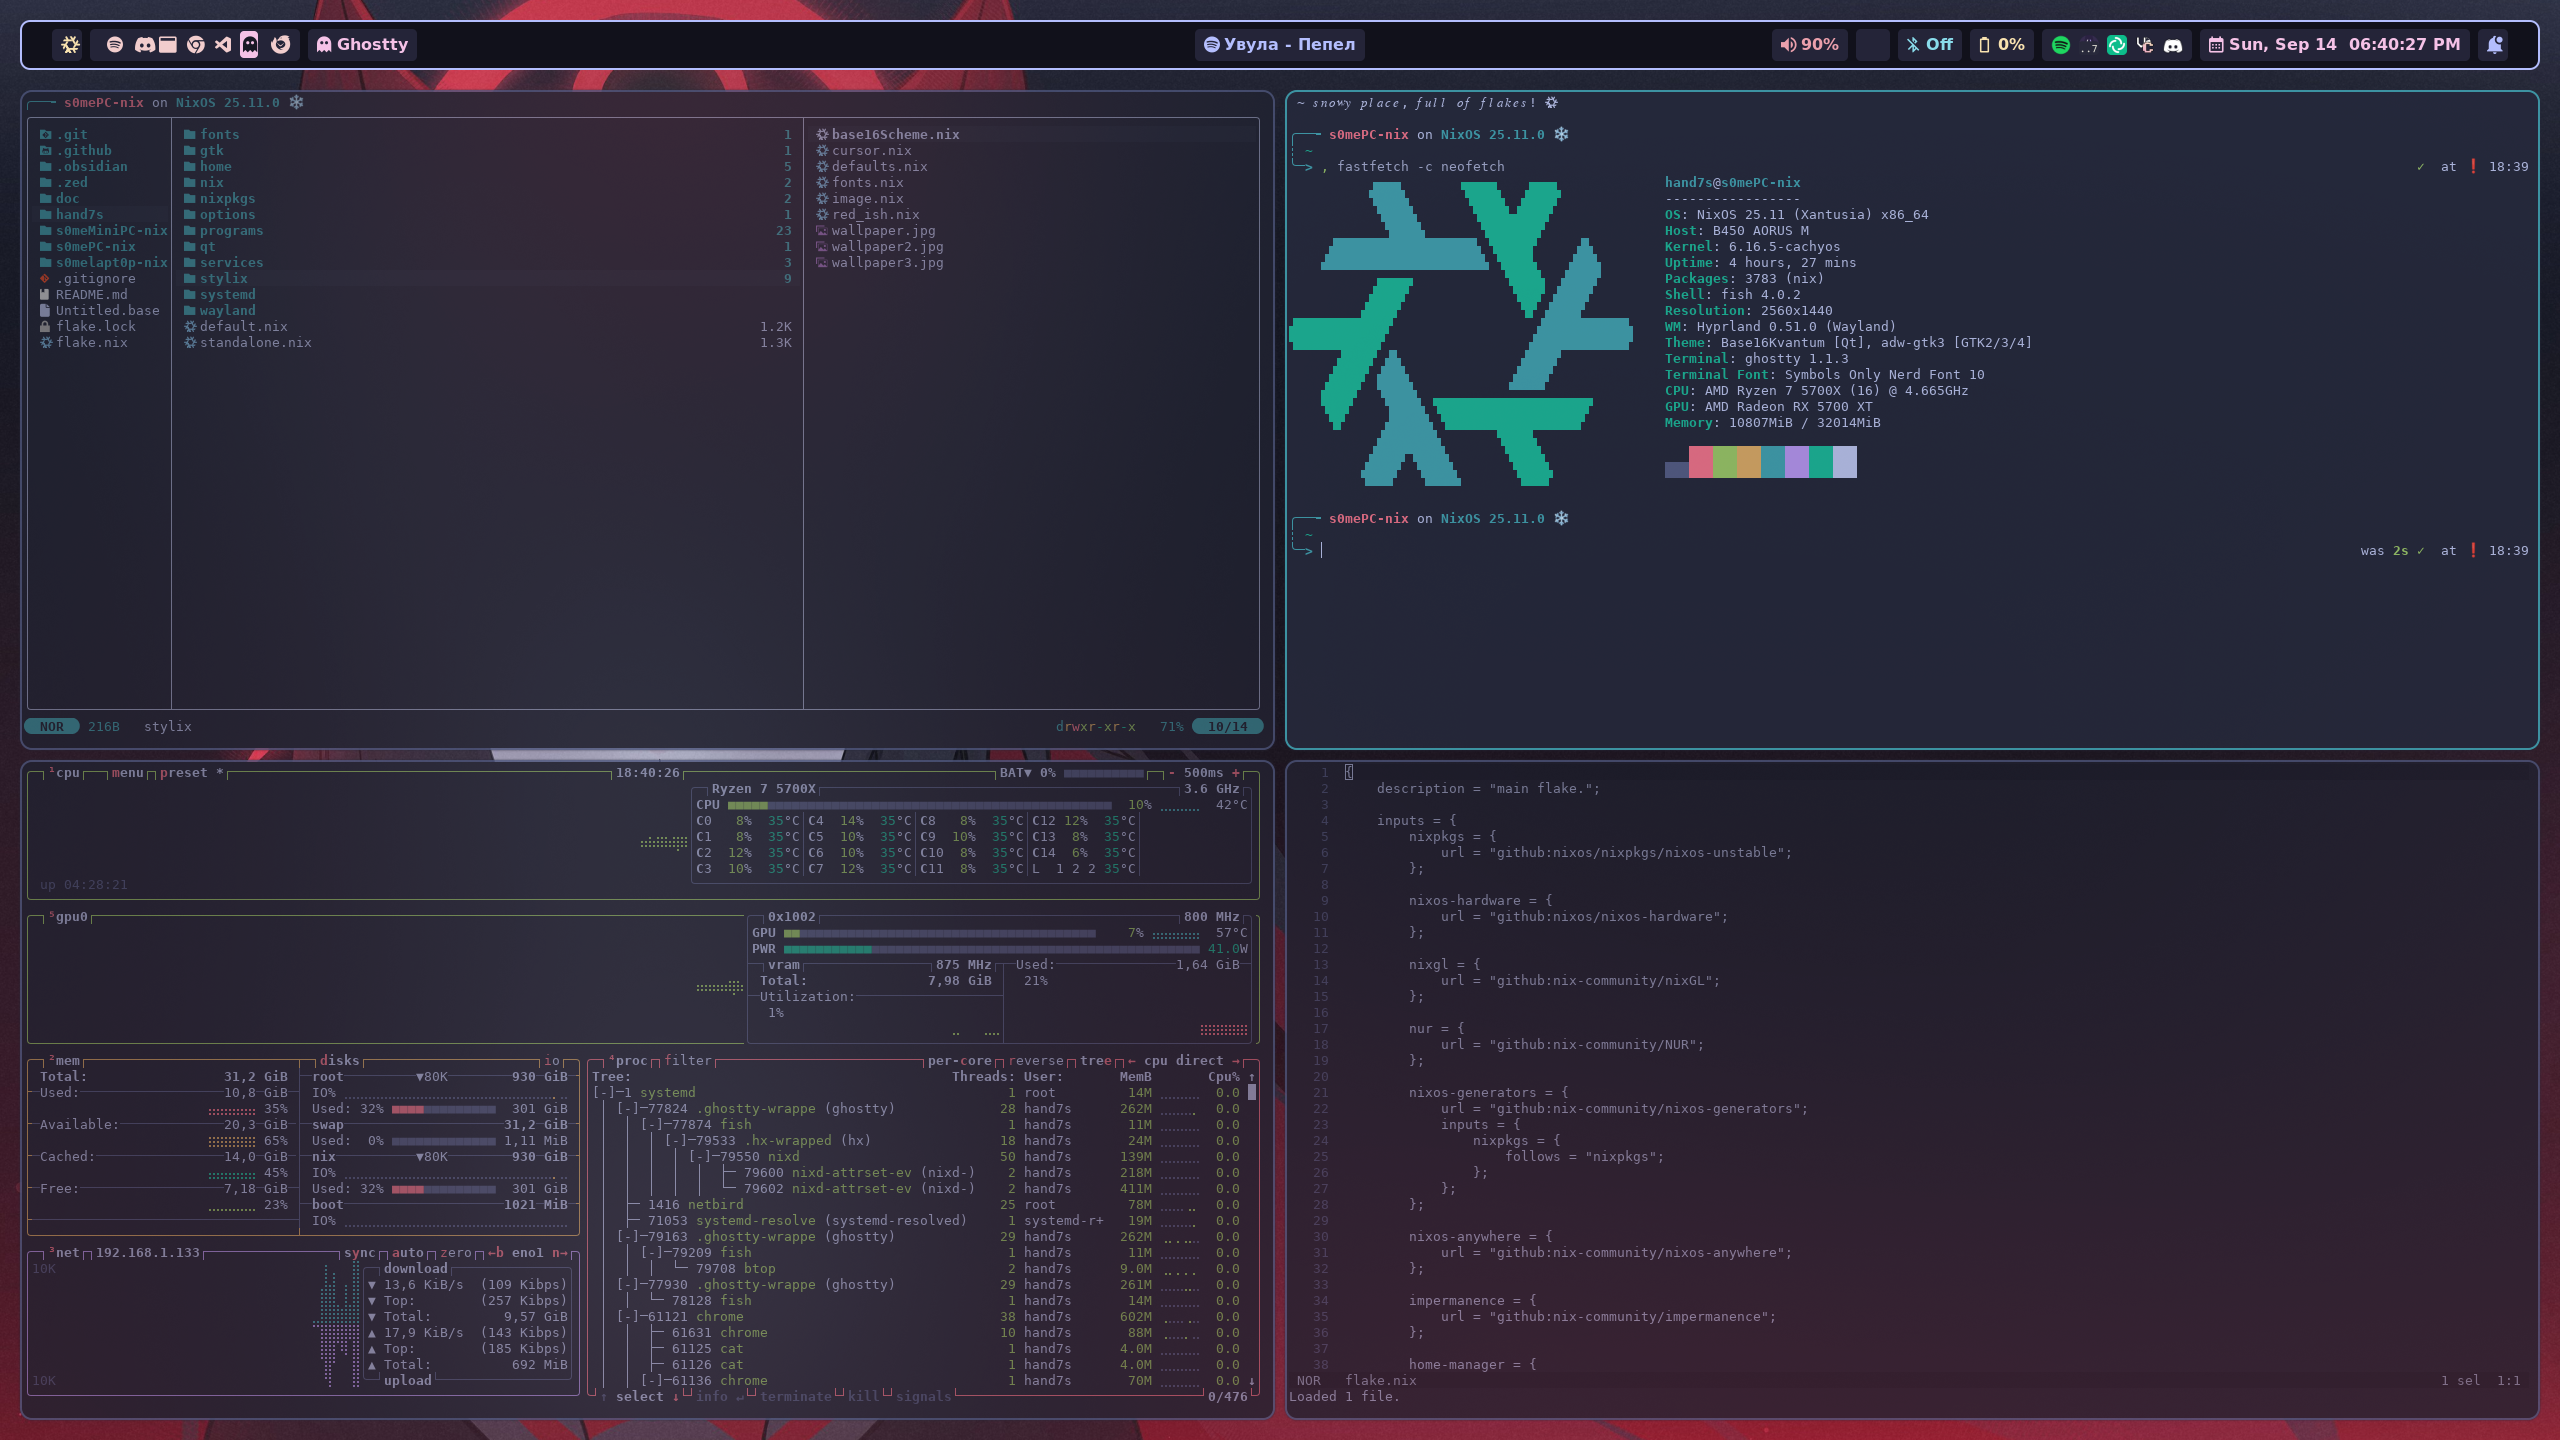 Ghostty
Увула - Пепел
90%
Off
0%
Sun, Sep 14 06:40:27 PM
s0mePC-nix on NixOS 25.11.0
.git
.github
.obsidian
.zed
doc
hand7s
s0meMiniPC-nix
s0mePC-nix
s0melapt0p-nix
.gitignore
README.md
Untitled.base
flake.lock
flake.nix
fonts 1
gtk 1
home 5
nix 2
nixpkgs 2
options 1
programs 23
qt 1
services 3
stylix 9
systemd
wayland
default.nix 1.2K
standalone.nix 1.3K
base16Scheme.nix
cursor.nix
defaults.nix
fonts.nix
image.nix
red_ish.nix
wallpaper.jpg
wallpaper2.jpg
wallpaper3.jpg
NOR 216B stylix drwxr-xr-x 71% 10/14
~ snowy place, full of flakes!
s0mePC-nix on NixOS 25.11.0
~
> , fastfetch -c neofetch ✓ at ❗ 18:39
hand7s@s0mePC-nix
-----------------
OS: NixOS 25.11 (Xantusia) x86_64
Host: B450 AORUS M
Kernel: 6.16.5-cachyos
Uptime: 4 hours, 27 mins
Packages: 3783 (nix)
Shell: fish 4.0.2
Resolution: 2560x1440
WM: Hyprland 0.51.0 (Wayland)
Theme: Base16Kvantum [Qt], adw-gtk3 [GTK2/3/4]
Terminal: ghostty 1.1.3
Terminal Font: Symbols Only Nerd Font 10
CPU: AMD Ryzen 7 5700X (16) @ 4.665GHz
GPU: AMD Radeon RX 5700 XT
Memory: 10807MiB / 32014MiB
s0mePC-nix on NixOS 25.11.0
~
> was 2s ✓ at ❗ 18:39
¹cpu menu preset * 18:40:26 BAT▼ 0% - 500ms +
Ryzen 7 5700X 3.6 GHz
CPU 10% 42°C
C0 8% 35°C C4 14% 35°C C8 8% 35°C C12 12% 35°C
C1 8% 35°C C5 10% 35°C C9 10% 35°C C13 8% 35°C
C2 12% 35°C C6 10% 35°C C10 8% 35°C C14 6% 35°C
C3 10% 35°C C7 12% 35°C C11 8% 35°C L 1 2 2 35°C
up 04:28:21
⁵gpu0 0x1002 800 MHz
GPU 7% 57°C
PWR 41.0W
vram 875 MHz Used: 1,64 GiB
Total: 7,98 GiB 21%
Utilization:
1%
²mem disks io
Total: 31,2 GiB root ▼80K 930 GiB
Used: 10,8 GiB IO%
35% Used: 32% 301 GiB
Available: 20,3 GiB swap 31,2 GiB
65% Used: 0% 1,11 MiB
Cached: 14,0 GiB nix ▼80K 930 GiB
45% IO%
Free: 7,18 GiB Used: 32% 301 GiB
23% boot 1021 MiB
IO%
³net 192.168.1.133 sync auto zero ←b eno1 n→
10K download
▼ 13,6 KiB/s (109 Kibps)
▼ Top: (257 Kibps)
▼ Total: 9,57 GiB
▲ 17,9 KiB/s (143 Kibps)
▲ Top: (185 Kibps)
▲ Total: 692 MiB
10K upload
⁴proc filter per-core reverse tree ← cpu direct →
Tree: Threads: User: MemB Cpu% ↑
[-]-1 systemd 1 root 14M 0.0
[-]-77824 .ghostty-wrappe (ghostty) 28 hand7s 262M 0.0
[-]-77874 fish 1 hand7s 11M 0.0
[-]-79533 .hx-wrapped (hx) 18 hand7s 24M 0.0
[-]-79550 nixd 50 hand7s 139M 0.0
79600 nixd-attrset-ev (nixd-) 2 hand7s 218M 0.0
79602 nixd-attrset-ev (nixd-) 2 hand7s 411M 0.0
1416 netbird 25 root 78M 0.0
71053 systemd-resolve (systemd-resolved) 1 systemd-r+ 19M 0.0
[-]-79163 .ghostty-wrappe (ghostty) 29 hand7s 262M 0.0
[-]-79209 fish 1 hand7s 11M 0.0
79708 btop 2 hand7s 9.0M 0.0
[-]-77930 .ghostty-wrappe (ghostty) 29 hand7s 261M 0.0
78128 fish 1 hand7s 14M 0.0
[-]-61121 chrome 38 hand7s 602M 0.0
61631 chrome 10 hand7s 88M 0.0
61125 cat 1 hand7s 4.0M 0.0
61126 cat 1 hand7s 4.0M 0.0
[-]-61136 chrome 1 hand7s 70M 0.0 ↓
↑ select ↓ info ↵ terminate kill signals 0/476
1 {
2 description = "main flake.";
3
4 inputs = {
5 nixpkgs = {
6 url = "github:nixos/nixpkgs/nixos-unstable";
7 };
8
9 nixos-hardware = {
10 url = "github:nixos/nixos-hardware";
11 };
12
13 nixgl = {
14 url = "github:nix-community/nixGL";
15 };
16
17 nur = {
18 url = "github:nix-community/NUR";
19 };
20
21 nixos-generators = {
22 url = "github:nix-community/nixos-generators";
23 inputs = {
24 nixpkgs = {
25 follows = "nixpkgs";
26 };
27 };
28 };
29
30 nixos-anywhere = {
31 url = "github:nix-community/nixos-anywhere";
32 };
33
34 impermanence = {
35 url = "github:nix-community/impermanence";
36 };
37
38 home-manager = {
NOR flake.nix 1 sel 1:1
Loaded 1 file.